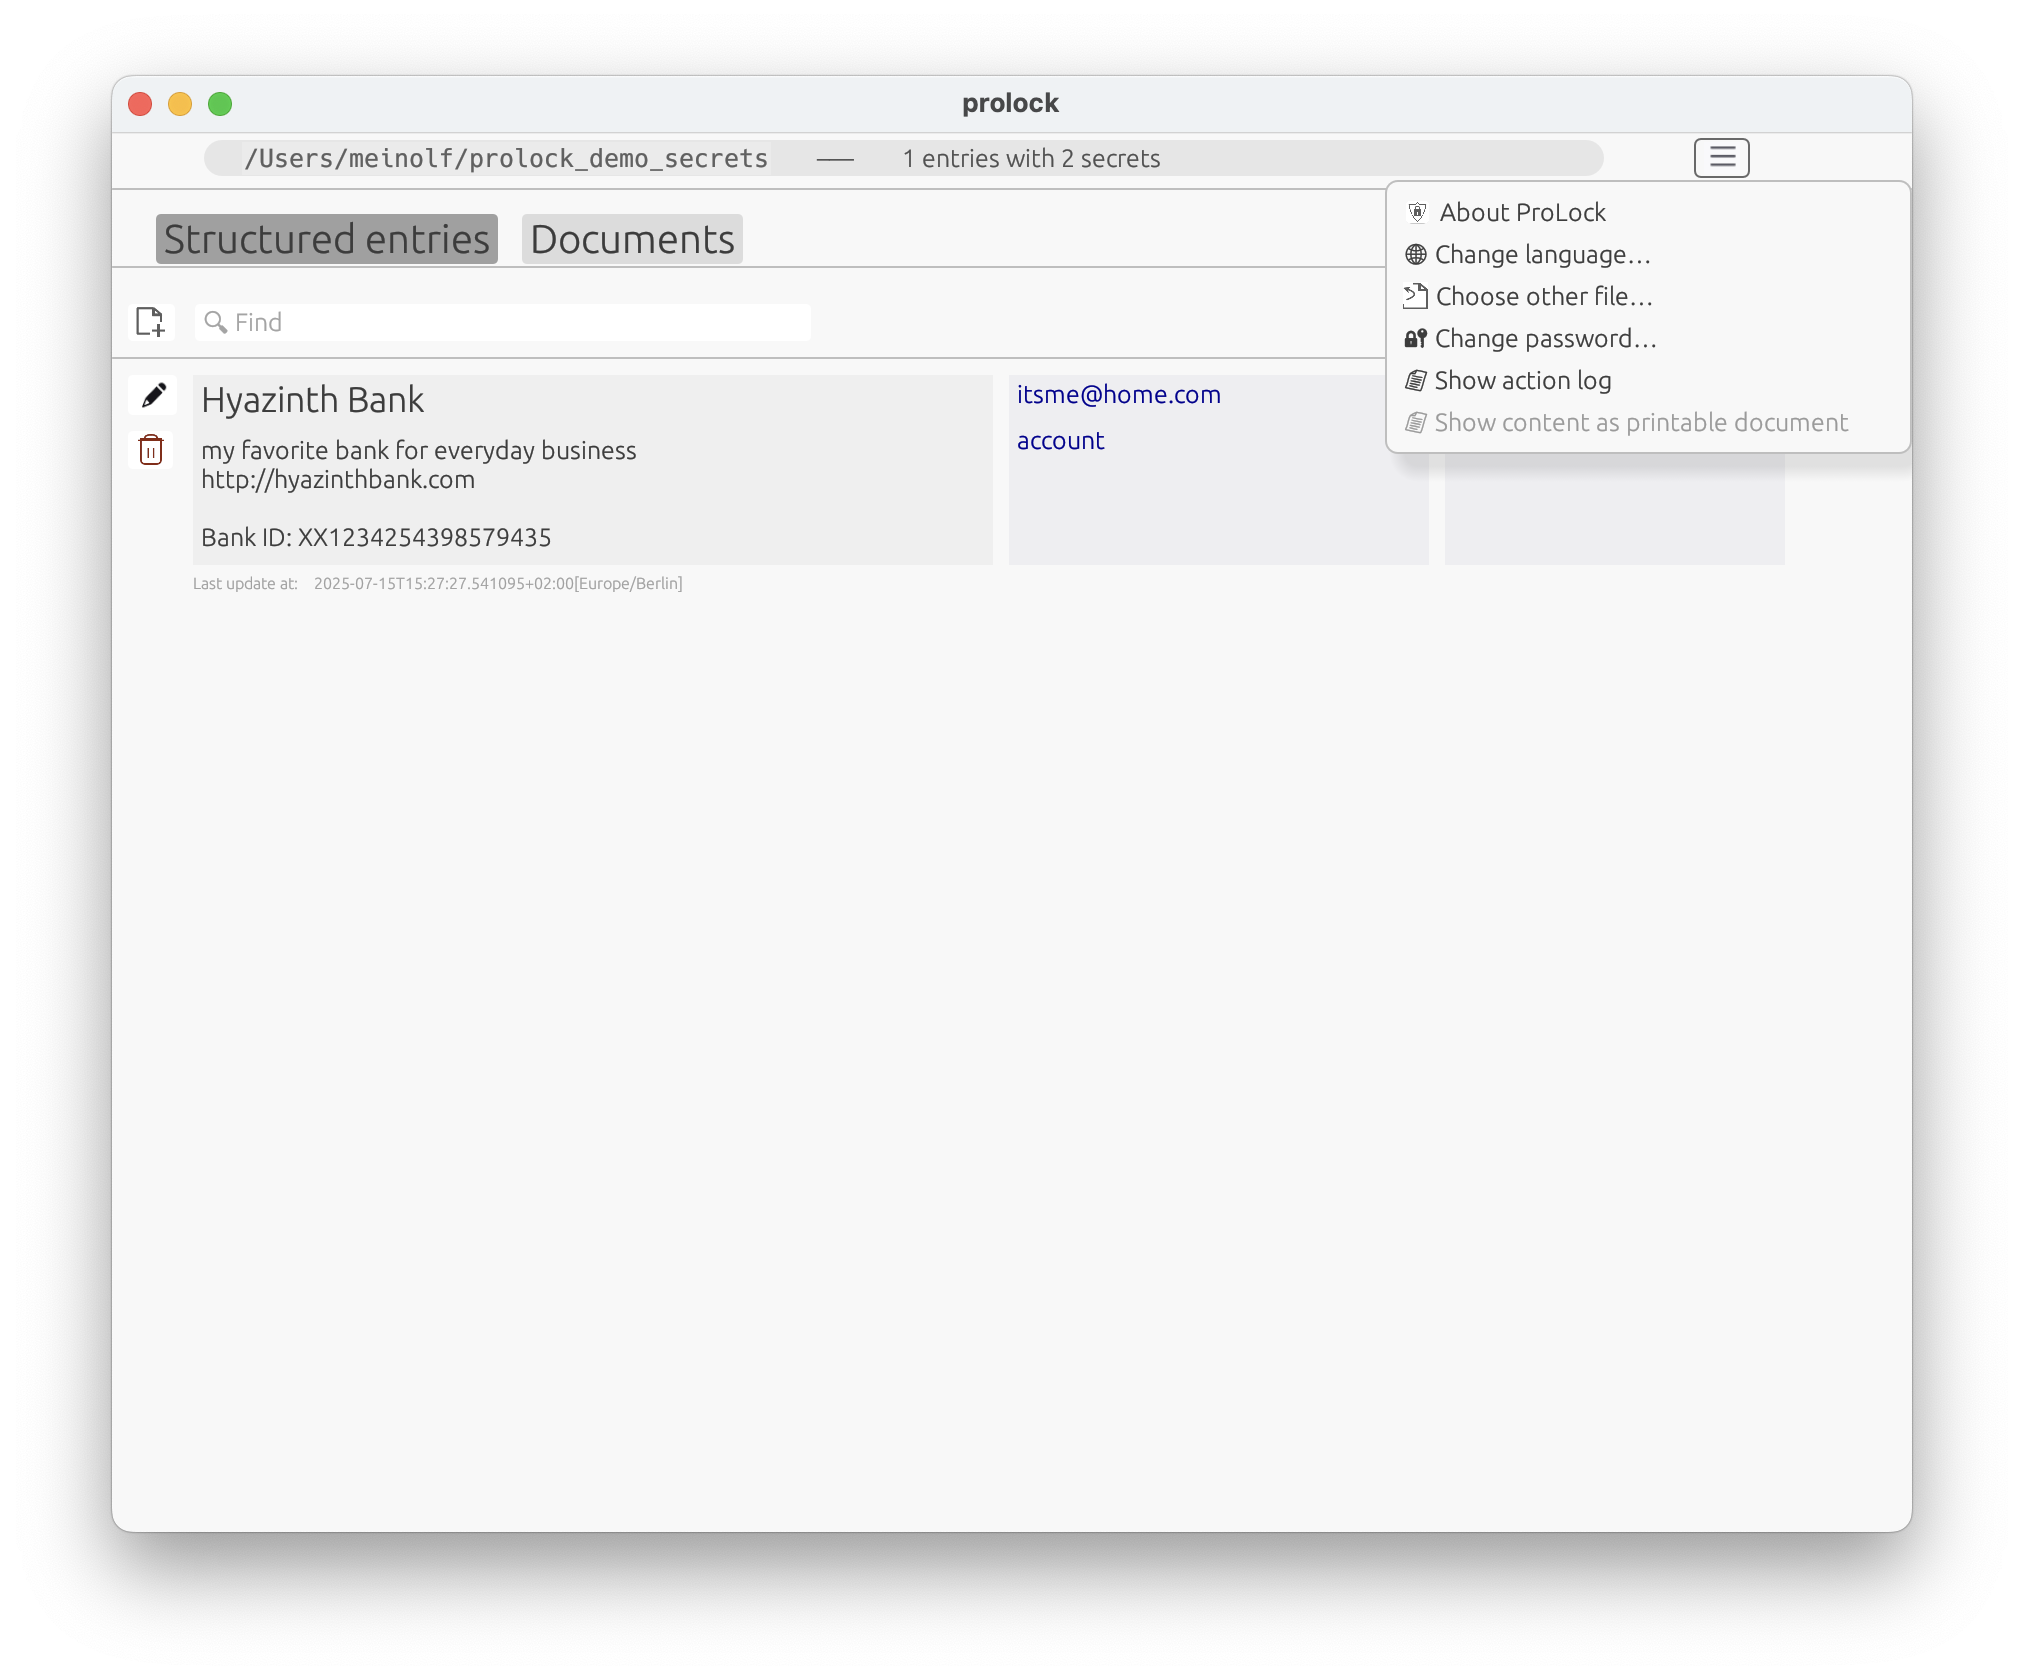 prolock
/Users/meinolf/prolock_demo_secrets —— 1 entries with 2 secrets
About ProLock
Change language...
Choose other file...
Change password...
Show action log
Show content as printable document
Structured entries Documents
Find
Hyazinth Bank
my favorite bank for everyday business
http://hyazinthbank.com
Bank ID: XX1234254398579435
itsme@home.com
account
Last update at: 2025-07-15T15:27:27.541095+02:00[Europe/Berlin]